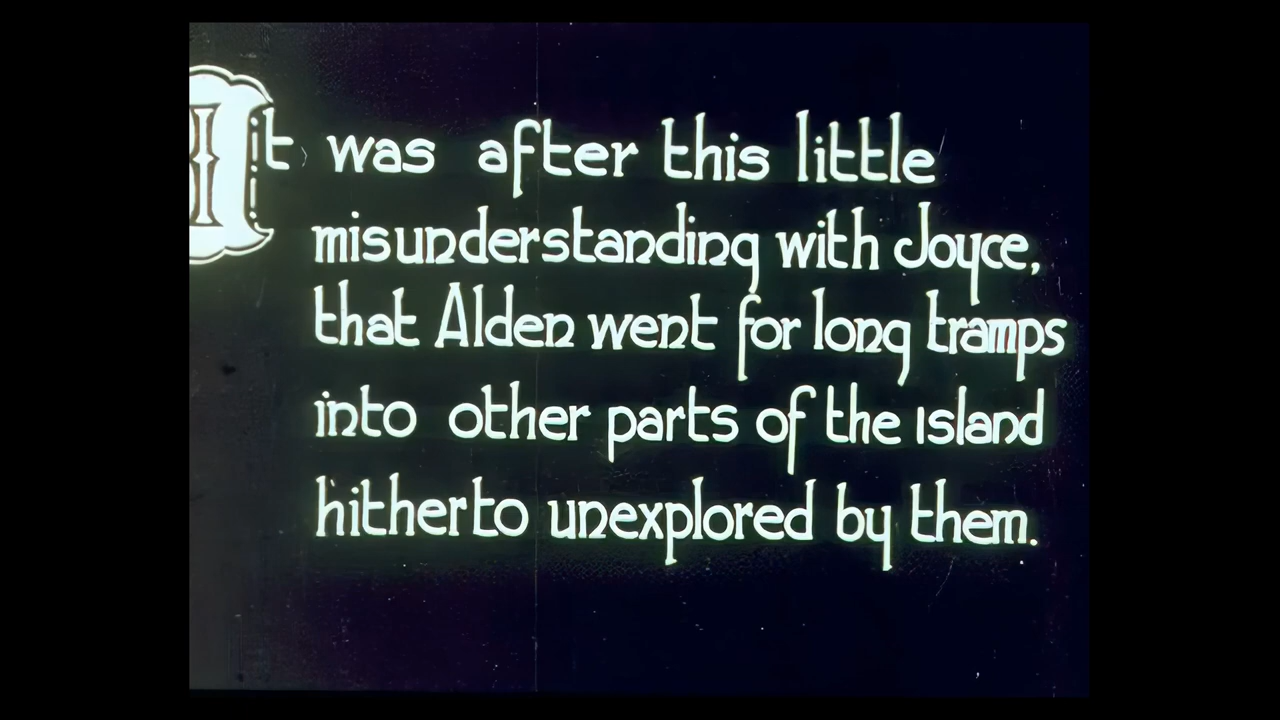 It was after this little
misunderstanding with Joyce,
that Alden went for long tramps
into other parts of the island
hitherto unexplored by them.